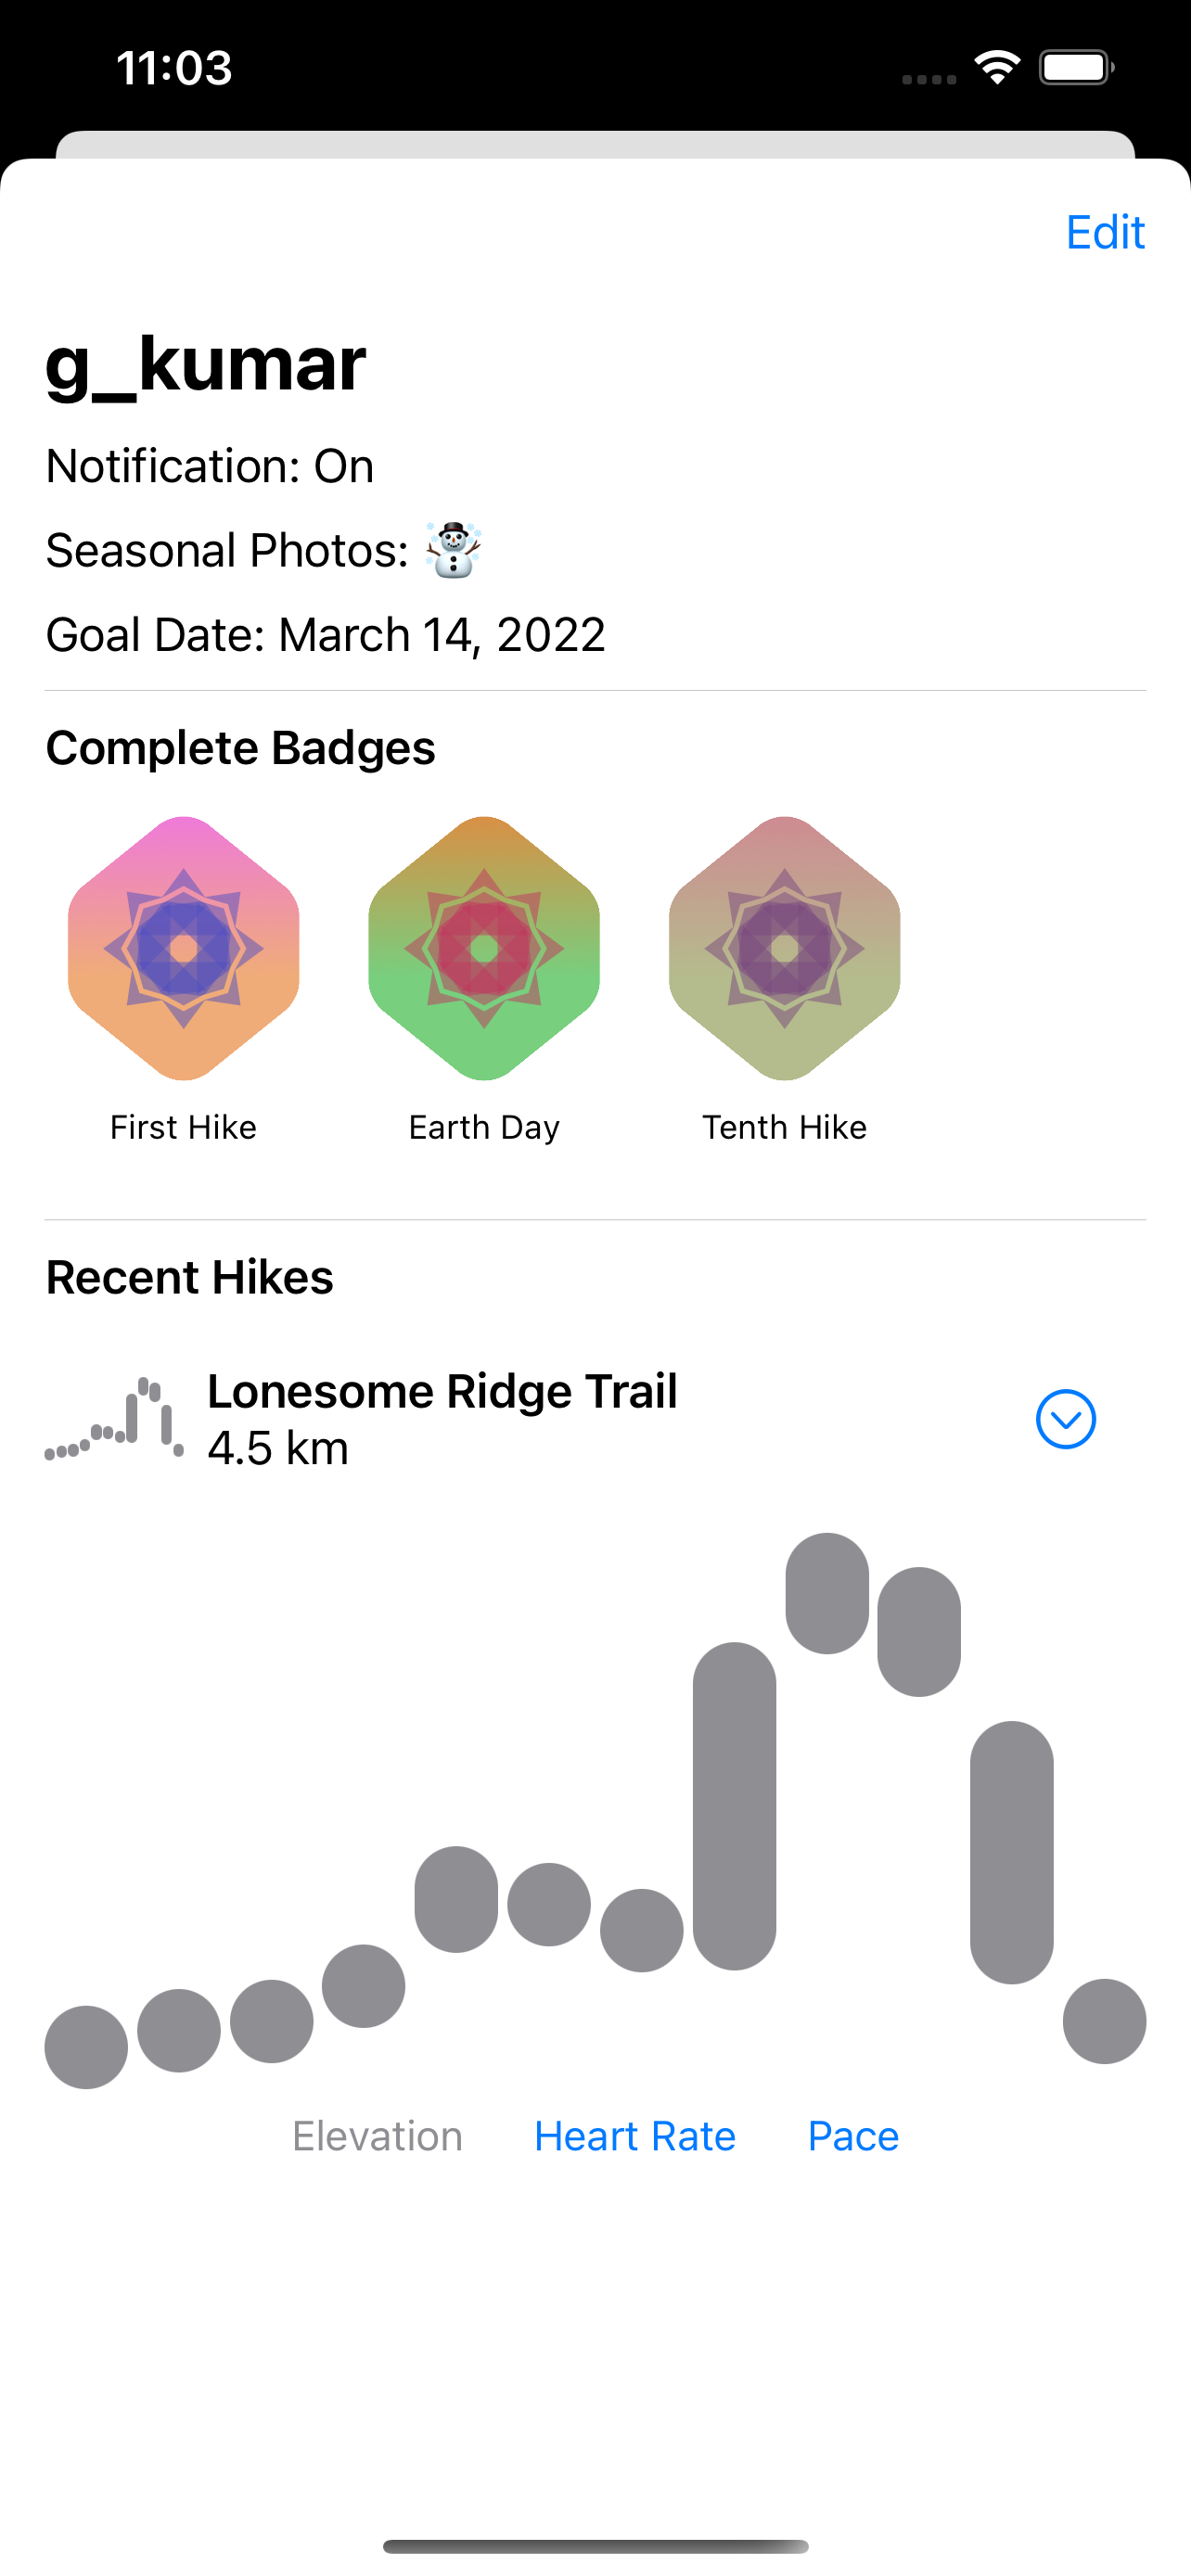 11:03
Edit
g_kumar
Notification: On
Seasonal Photos: ☃️
Goal Date: March 14, 2022
Complete Badges
First Hike
Earth Day
Tenth Hike
Recent Hikes
Lonesome Ridge Trail
4.5 km
Elevation
Heart Rate
Pace